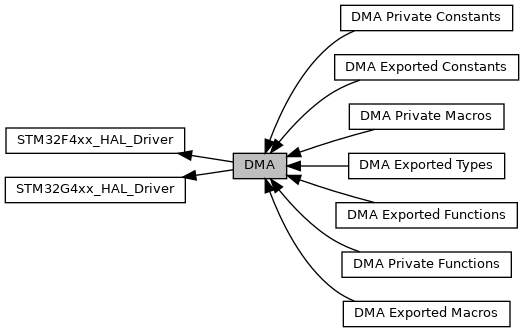 DMA Private Constants
DMA Exported Constants
DMA Private Macros
STM32F4xx_HAL_Driver
DMA
DMA Exported Types
STM32G4xx_HAL_Driver
DMA Exported Functions
DMA Private Functions
DMA Exported Macros